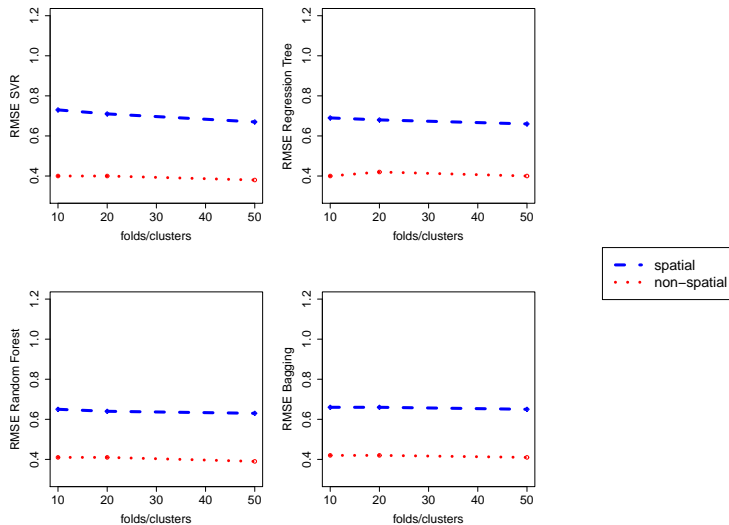 RMSE SVR
0.4 0.6 0.8 1.0 1.2
10 20 30 40 50
folds/clusters
RMSE Regression Tree
0.4 0.6 0.8 1.0 1.2
10 20 30 40 50
folds/clusters
spatial
non−spatial
RMSE Random Forest
0.4 0.6 0.8 1.0 1.2
10 20 30 40 50
folds/clusters
RMSE Bagging
0.4 0.6 0.8 1.0 1.2
10 20 30 40 50
folds/clusters